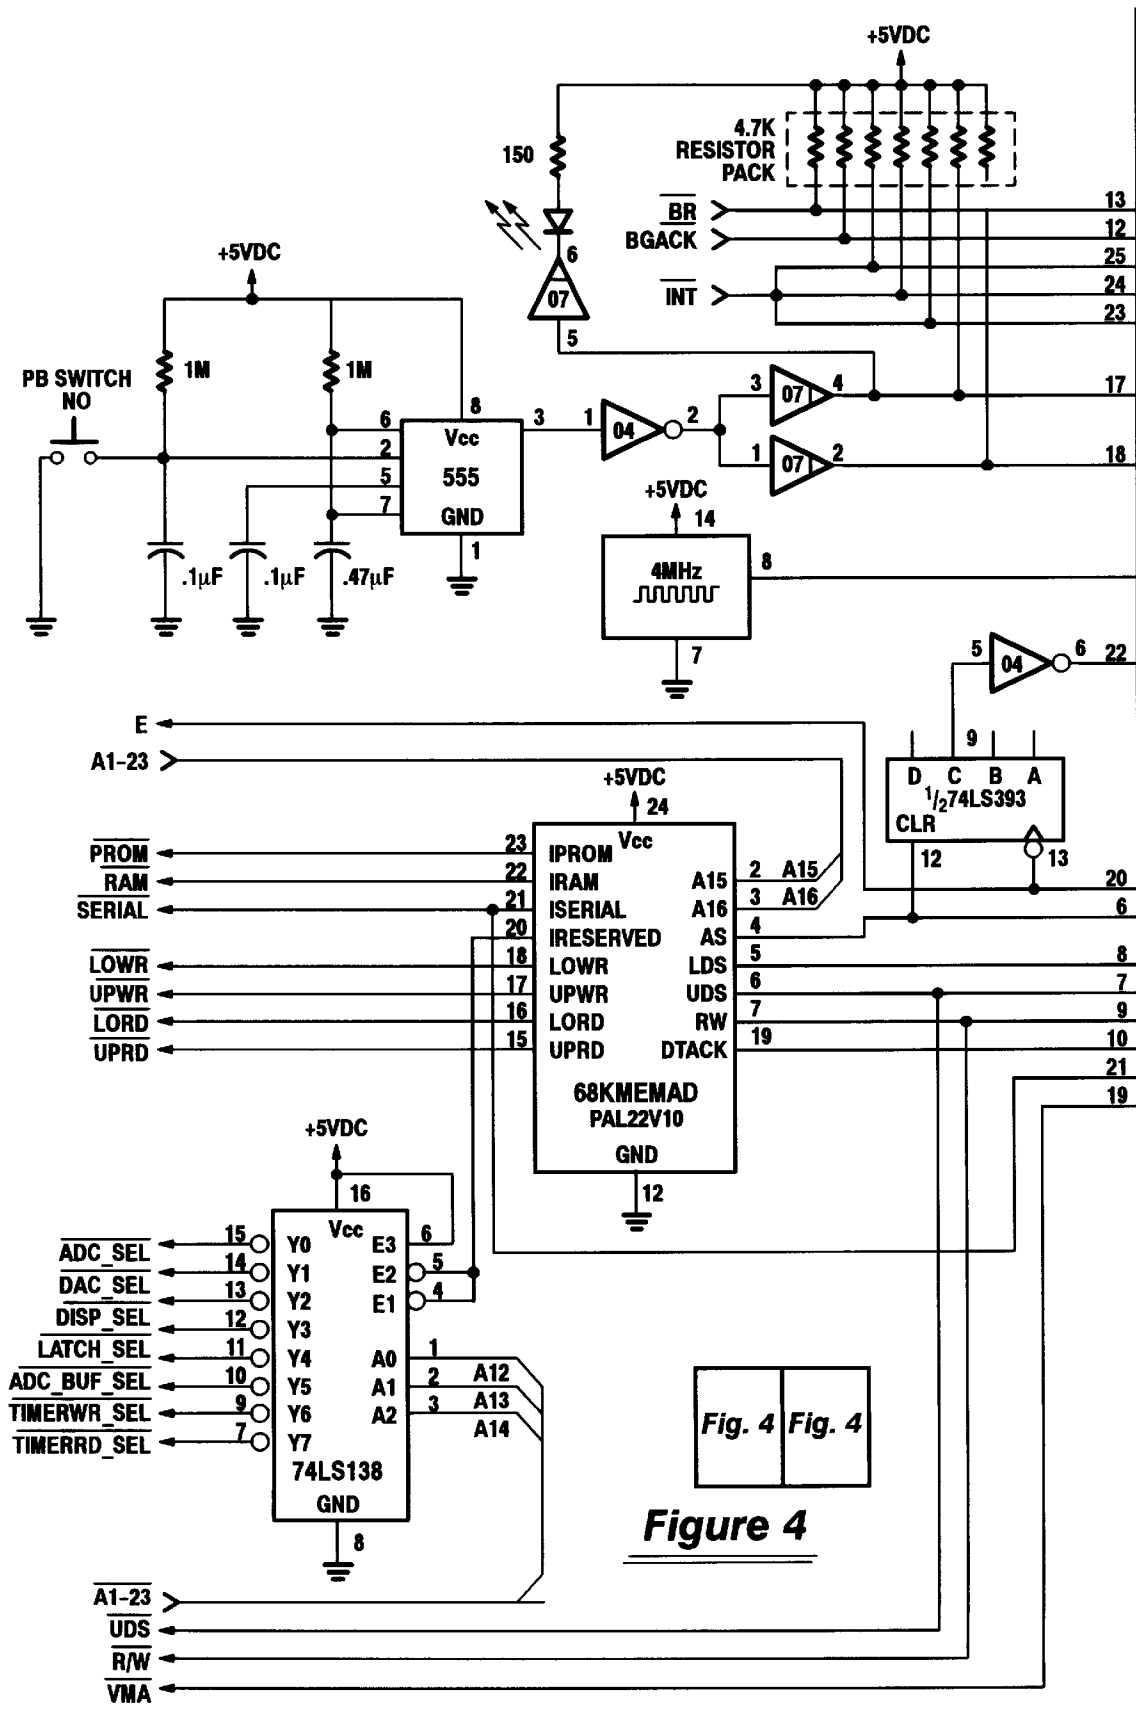 +5VDC
4.7K
RESISTOR
PACK
150
BR
BGACK
INT
13
12
25
24
23
6
07
5
+5VDC
1M
1M
PB SWITCH
NO
8
6
2
5
7
Vcc
555
GND
3
1
.1µF
.1µF
.47µF
1
04
2
3
07
4
17
1
07
2
18
+5VDC
14
4MHz
8
7
5
04
6
22
E
A1-23
9
D C B A
1/274LS393
CLR
12
13
+5VDC
24
Vcc
PROM
23
IPROM
RAM
22
IRAM
SERIAL
21
ISERIAL
20
IRESERVED
LOWR
18
LOWR
UPWR
17
UPWR
LORD
16
LORD
UPRD
15
UPRD
A15
2
A15
A16
3
A16
AS
4
LDS
5
UDS
6
RW
7
DTACK
19
20
6
8
7
9
10
21
19
68KMEMAD
PAL22V10
GND
12
+5VDC
16
Vcc
ADC_SEL
15
Y0
DAC_SEL
14
Y1
DISP_SEL
13
Y2
LATCH_SEL
12
Y3
ADC_BUF_SEL
11
Y4
TIMERWR_SEL
10
Y5
TIMERRD_SEL
9
Y6
7
Y7
E3
6
E2
5
E1
4
A0
1
A12
A1
2
A13
A2
3
A14
74LS138
GND
8
Fig. 4
Fig. 4
Figure 4
A1-23
UDS
R/W
VMA